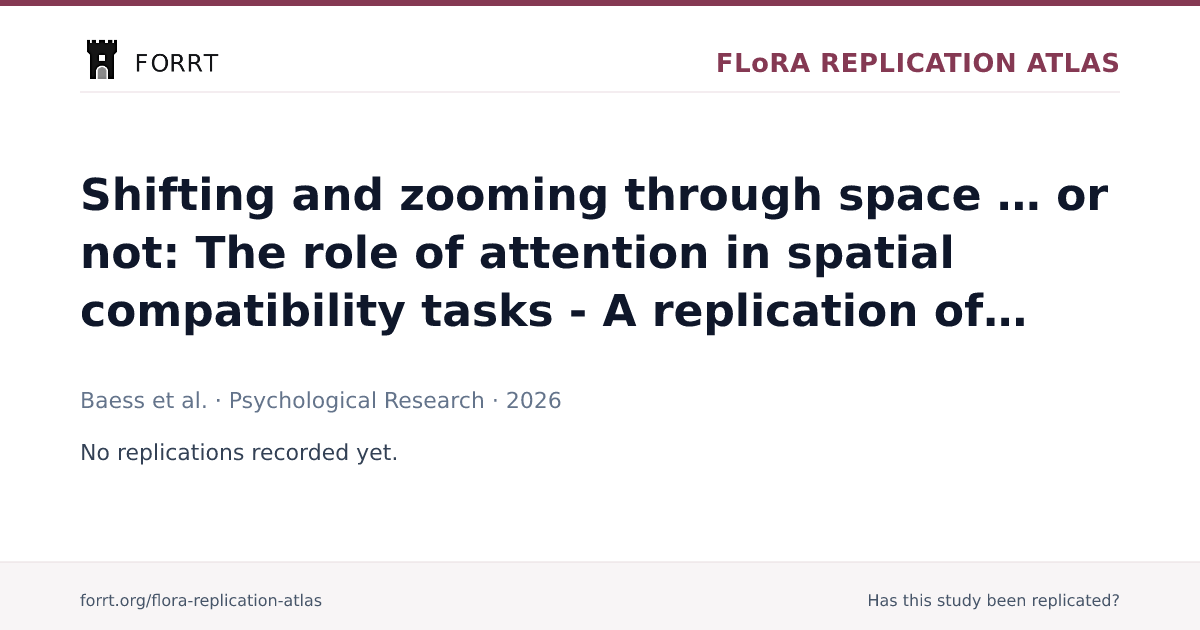 FORRT
FLoRA REPLICATION ATLAS
Shifting and zooming through space … or
not: The role of attention in spatial
compatibility tasks - A replication of…
Baess et al. · Psychological Research · 2026
No replications recorded yet.
forrt.org/flora-replication-atlas
Has this study been replicated?